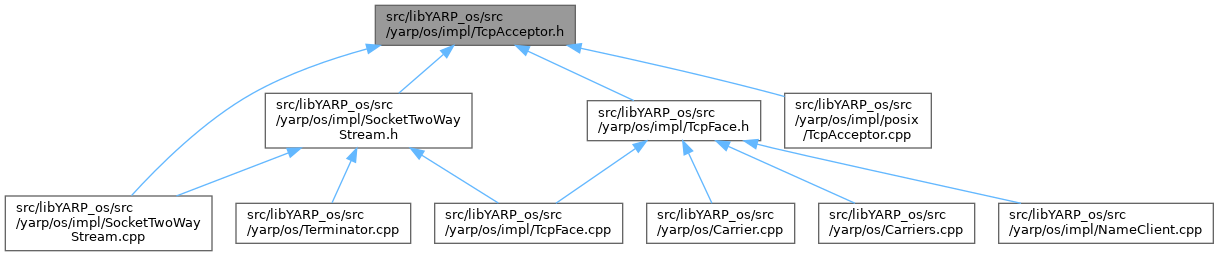 src/libYARP_os/src
/yarp/os/impl/TcpAcceptor.h
src/libYARP_os/src
/yarp/os/impl/SocketTwoWay
Stream.h
src/libYARP_os/src
/yarp/os/impl/TcpFace.h
src/libYARP_os/src
/yarp/os/impl/posix
/TcpAcceptor.cpp
src/libYARP_os/src
/yarp/os/impl/SocketTwoWay
Stream.cpp
src/libYARP_os/src
/yarp/os/Terminator.cpp
src/libYARP_os/src
/yarp/os/impl/TcpFace.cpp
src/libYARP_os/src
/yarp/os/Carrier.cpp
src/libYARP_os/src
/yarp/os/Carriers.cpp
src/libYARP_os/src
/yarp/os/impl/NameClient.cpp